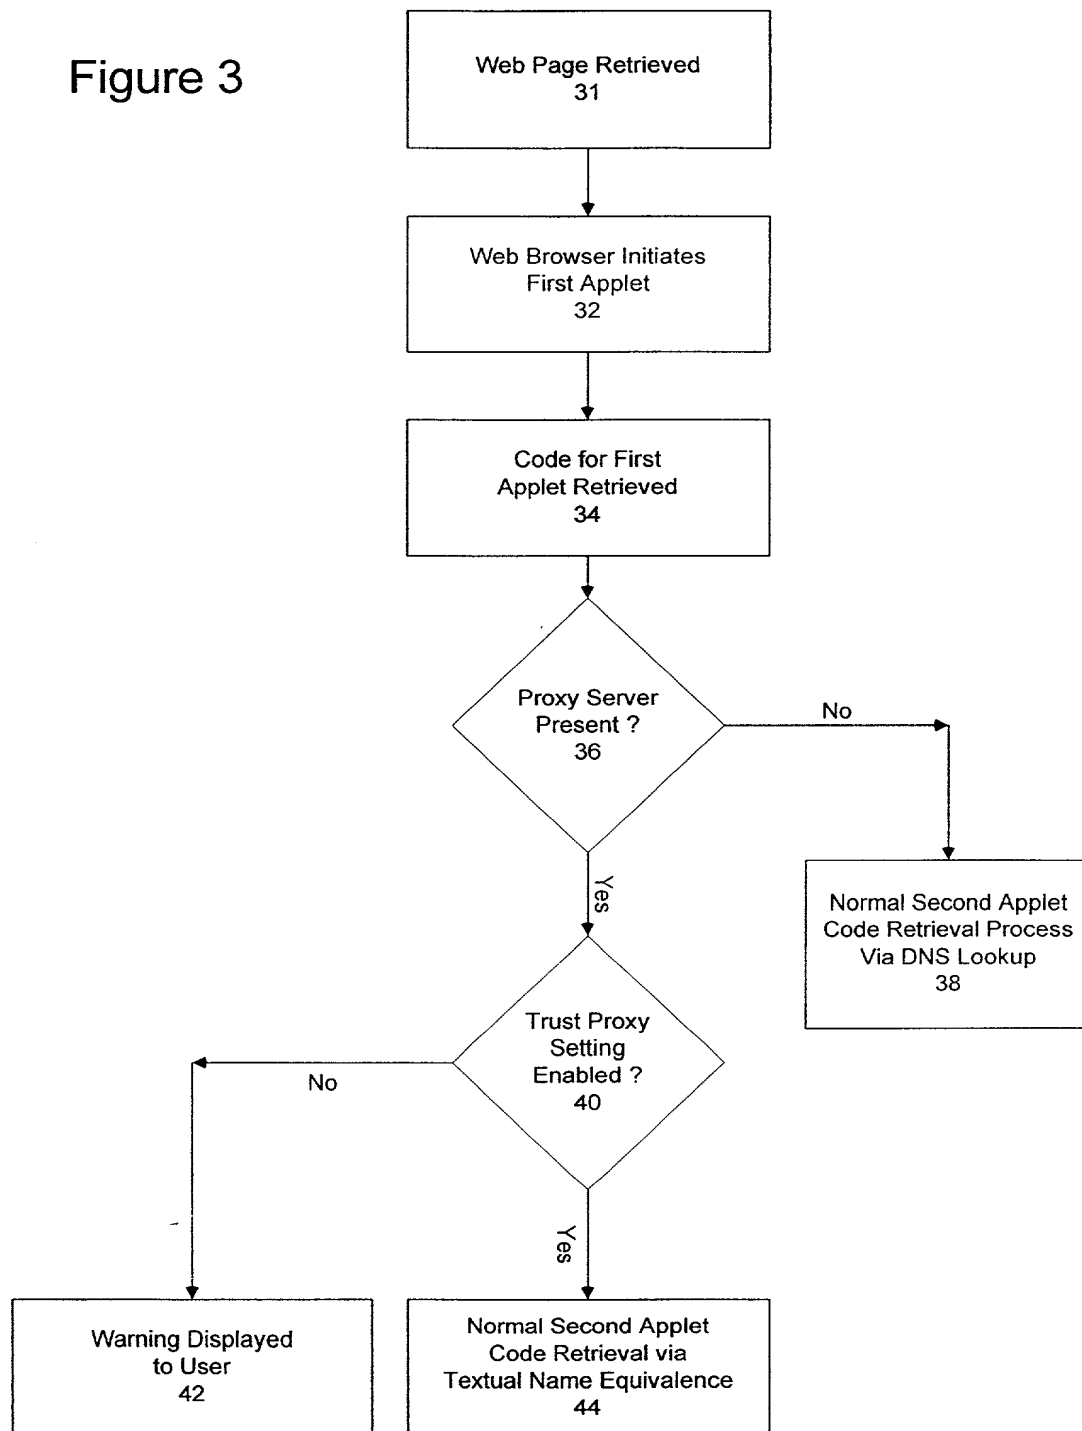 Figure 3
Web Page Retrieved
31
Web Browser Initiates
First Applet
32
Code for First
Applet Retrieved
34
Proxy Server
Present ?
36
No
Yes
Normal Second Applet
Code Retrieval Process
Via DNS Lookup
38
Trust Proxy
Setting
Enabled ?
40
No
Yes
Warning Displayed
to User
42
Normal Second Applet
Code Retrieval via
Textual Name Equivalence
44